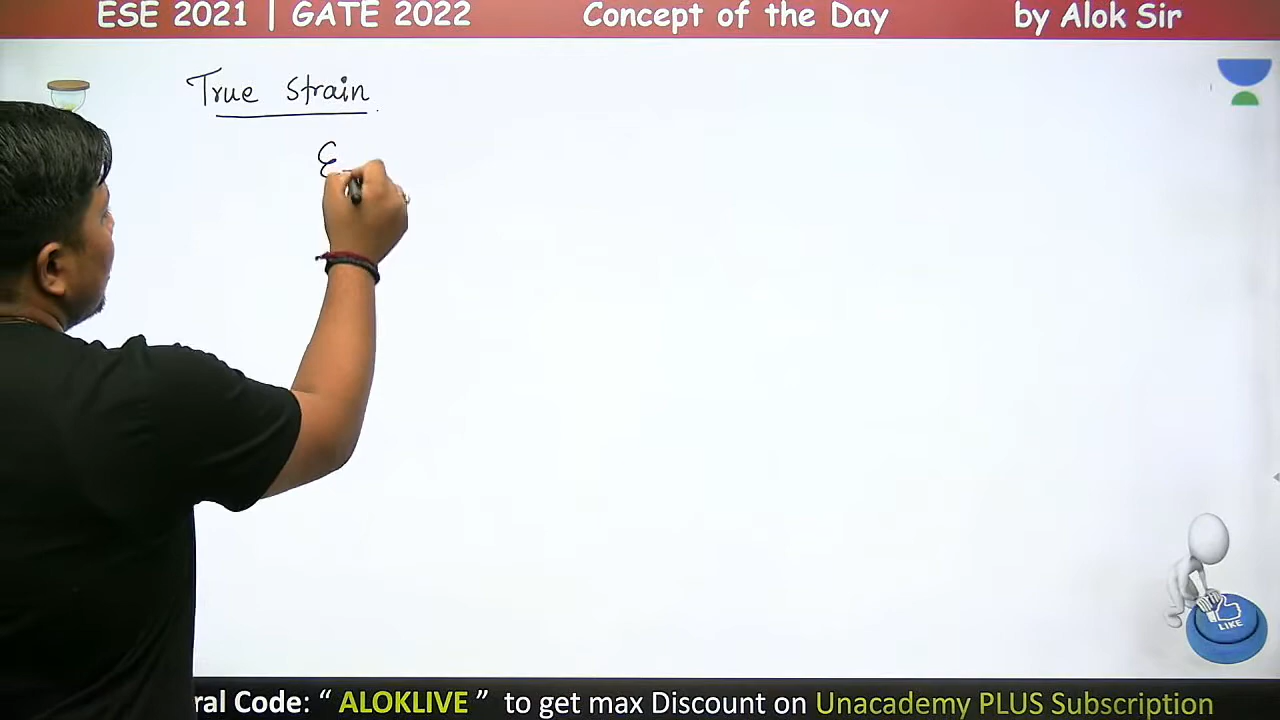 ESE 2021 | GATE 2022 Concept of the Day by Alok Sir
True Strain
ε
LIKE
ral Code: “ ALOKLIVE ” to get max Discount on Unacademy PLUS Subscription